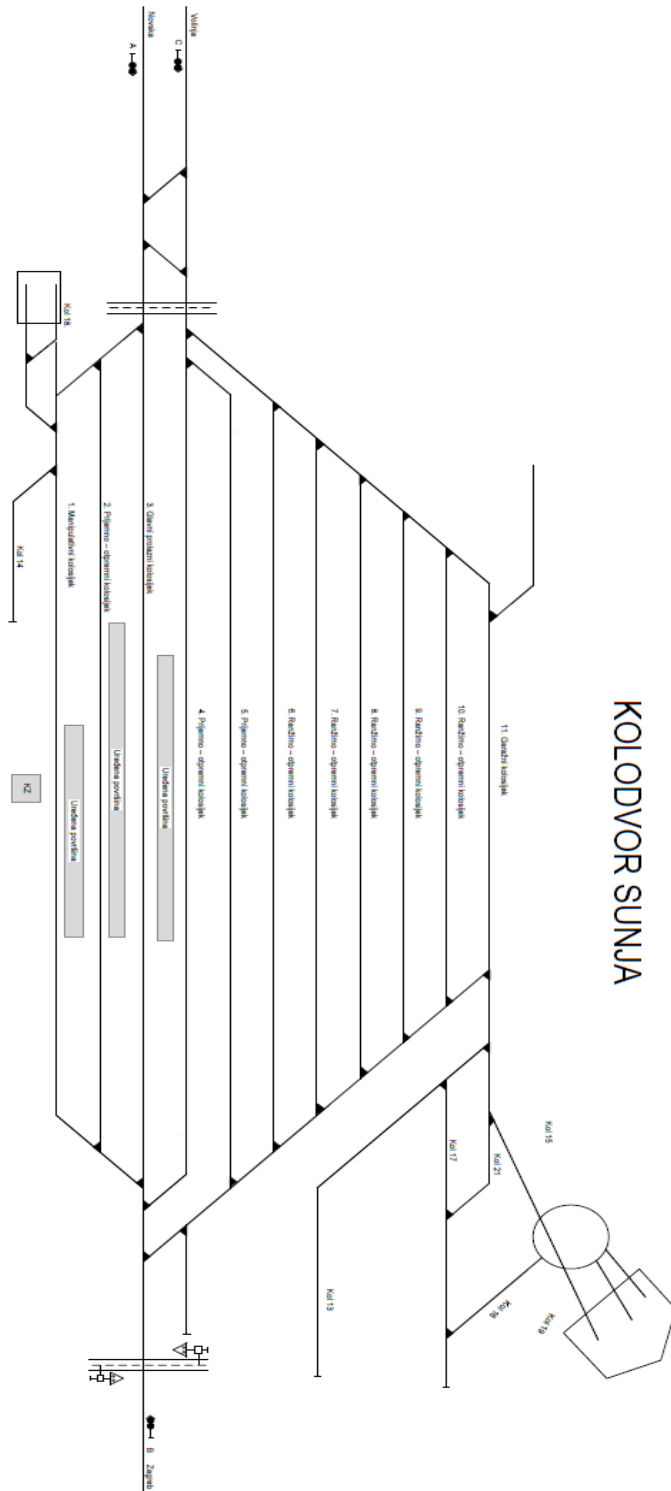 KOLODVOR SUNJA
Volinja
Novska
C
A
Kol 18.
Kol 14
1. Manipulativni kolosijek
2. Prijemno – otpremni kolosijek
3. Glavni prolazni kolosijek
4. Prijemno – otpremni kolosijek
5. Prijemno – otpremni kolosijek
6. Ranžirno – otpremni kolosijek
7. Ranžirno – otpremni kolosijek
8. Ranžirno – otpremni kolosijek
9. Ranžirno – otpremni kolosijek
10. Ranžirno – otpremni kolosijek
11. Garažni kolosijek
Uređena površina
Uređena površina
Uređena površina
KZ
Kol 15
Kol 21
Kol 17
Kol 13
Kol 19
B
Zagreb